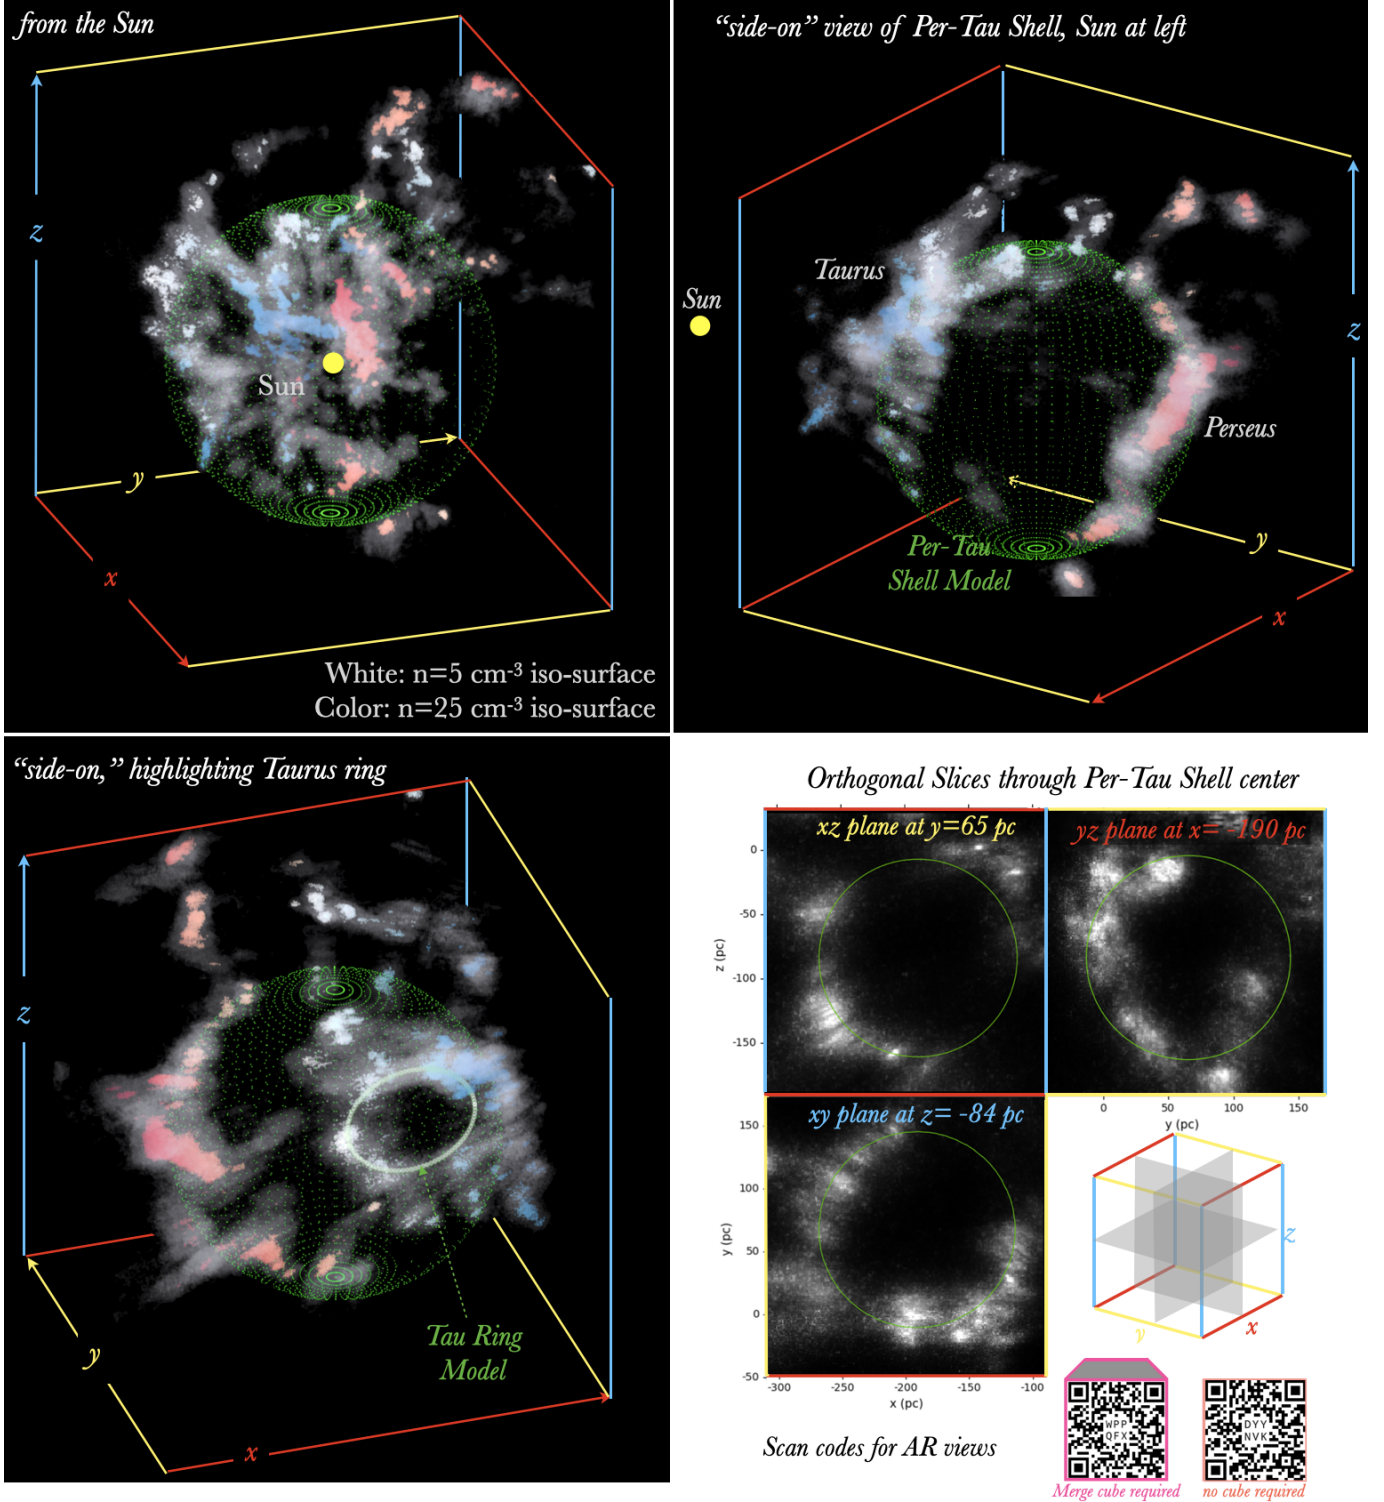 from the Sun
z
y
x
Sun
White: n=5 cm-3 iso-surface
Color: n=25 cm-3 iso-surface
“side-on” view of Per-Tau Shell, Sun at left
Taurus
Sun
z
Perseus
Per-Tau
Shell Model
y
x
“side-on,” highlighting Taurus ring
z
y
x
Tau Ring
Model
Orthogonal Slices through Per-Tau Shell center
xz plane at y=65 pc
yz plane at x= -190 pc
0
-50
-100
-150
z (pc)
0 50 100 150
y (pc)
xy plane at z= -84 pc
150
100
50
0
-50
y (pc)
-300 -250 -200 -150 -100
x (pc)
z
y
x
Scan codes for AR views
WPP
QFX
Merge cube required
DYY
NVK
no cube required